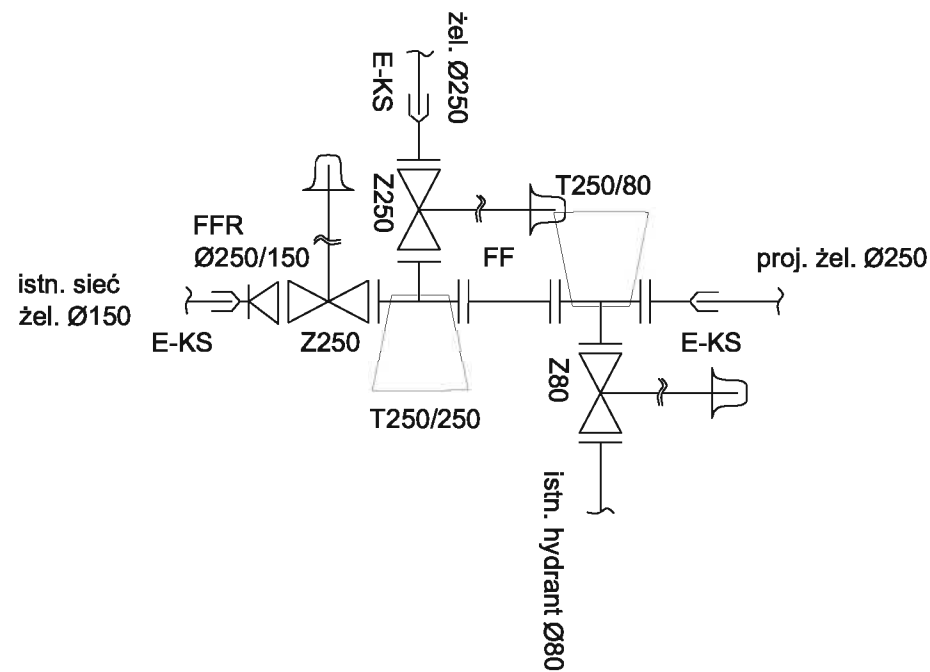 żel. Ø250
E-KS
Z250
T250/80
FFR
Ø250/150
FF
proj. żel. Ø250
istn. sieć
żel. Ø150
E-KS
Z250
E-KS
Z80
T250/250
istn. hydrant Ø80